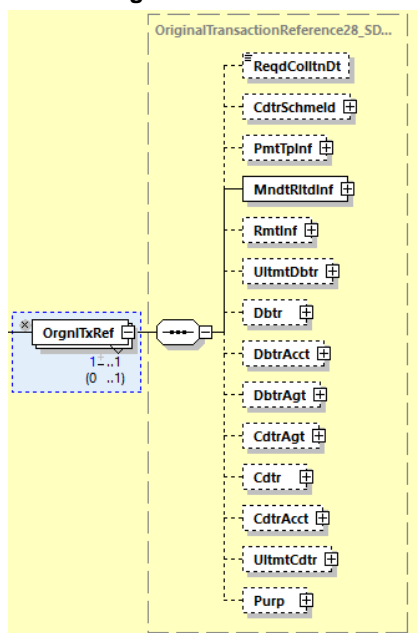 OriginalTransactionReference28_SD...
ReqdColltnDt
CdtrSchmeId
PmtTpInf
MndtRltdInf
RmtInf
UltmtDbtr
OrgnlTxRef
1 ..1
(0 ..1)
Dbtr
DbtrAcct
DbtrAgt
CdtrAgt
Cdtr
CdtrAcct
UltmtCdtr
Purp